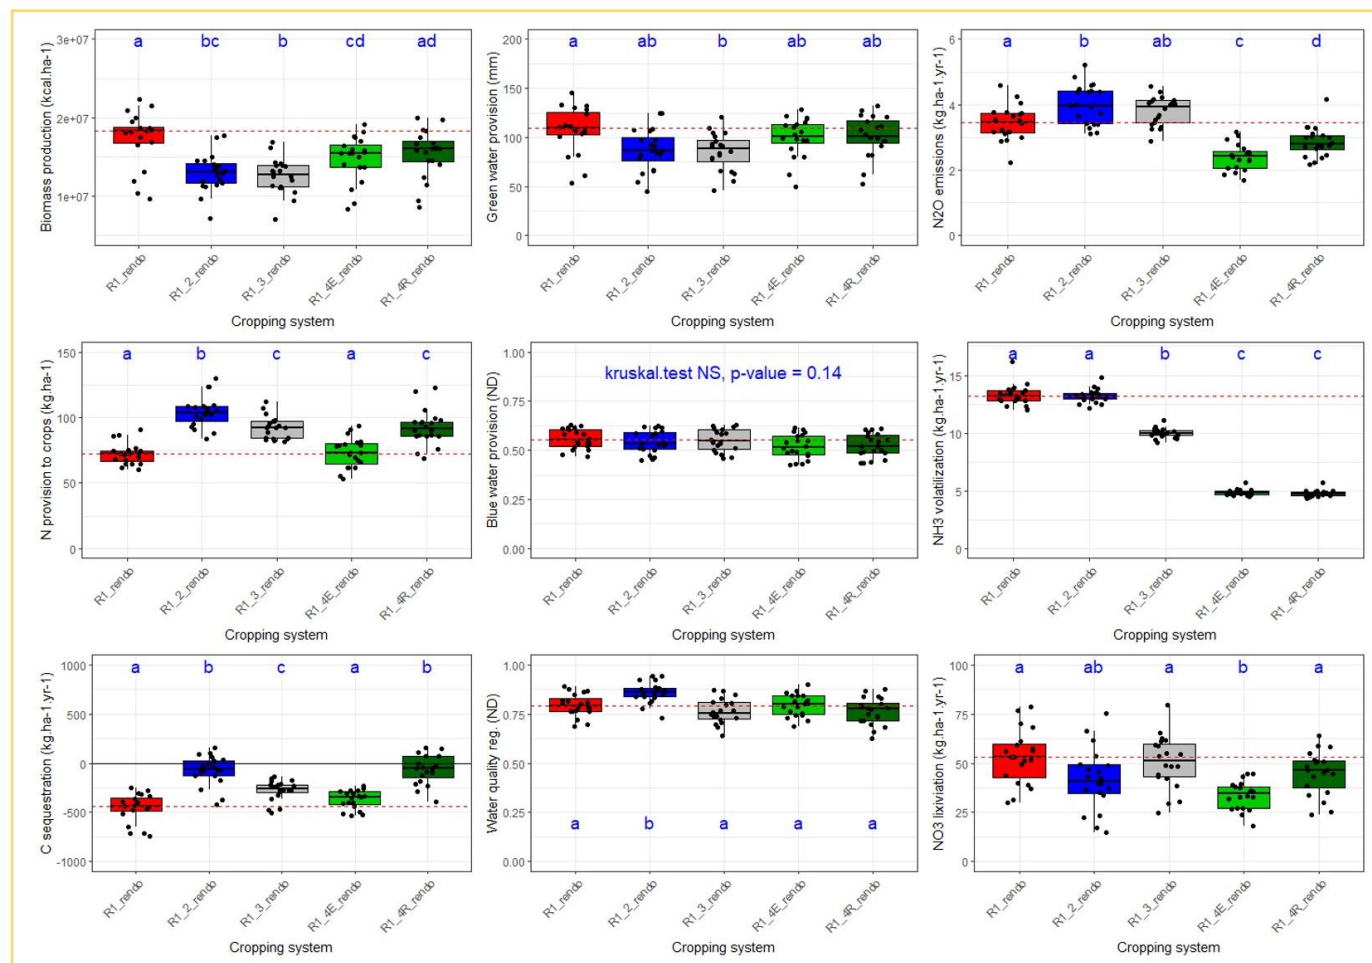 Biomass production (kcal.ha-1)
3e+07
2e+07
1e+07
a bc b cd ad
R1_rendo R1_2_rendo R1_3_rendo R1_4E_rendo R1_4R_rendo
Cropping system
Green water provision (mm)
200
150
100
50
0
a ab b ab ab
R1_rendo R1_2_rendo R1_3_rendo R1_4E_rendo R1_4R_rendo
Cropping system
N2O emissions (kg.ha-1.yr-1)
6
4
2
0
a b ab c d
R1_rendo R1_2_rendo R1_3_rendo R1_4E_rendo R1_4R_rendo
Cropping system
N provision to crops (kg.ha-1)
150
100
50
0
a b c a c
R1_rendo R1_2_rendo R1_3_rendo R1_4E_rendo R1_4R_rendo
Cropping system
Blue water provision (ND)
1.00
0.75
0.50
0.25
0.00
kruskal.test NS, p-value = 0.14
R1_rendo R1_2_rendo R1_3_rendo R1_4E_rendo R1_4R_rendo
Cropping system
NH3 volatilization (kg.ha-1.yr-1)
15
10
5
0
a a b c c
R1_rendo R1_2_rendo R1_3_rendo R1_4E_rendo R1_4R_rendo
Cropping system
C sequestration (kg.ha-1.yr-1)
1000
500
0
-500
-1000
a b c a b
R1_rendo R1_2_rendo R1_3_rendo R1_4E_rendo R1_4R_rendo
Cropping system
Water quality reg. (ND)
1.00
0.75
0.50
0.25
0.00
a b a a a
R1_rendo R1_2_rendo R1_3_rendo R1_4E_rendo R1_4R_rendo
Cropping system
NO3 lixiviation (kg.ha-1.yr-1)
100
75
50
25
0
a ab a b a
R1_rendo R1_2_rendo R1_3_rendo R1_4E_rendo R1_4R_rendo
Cropping system